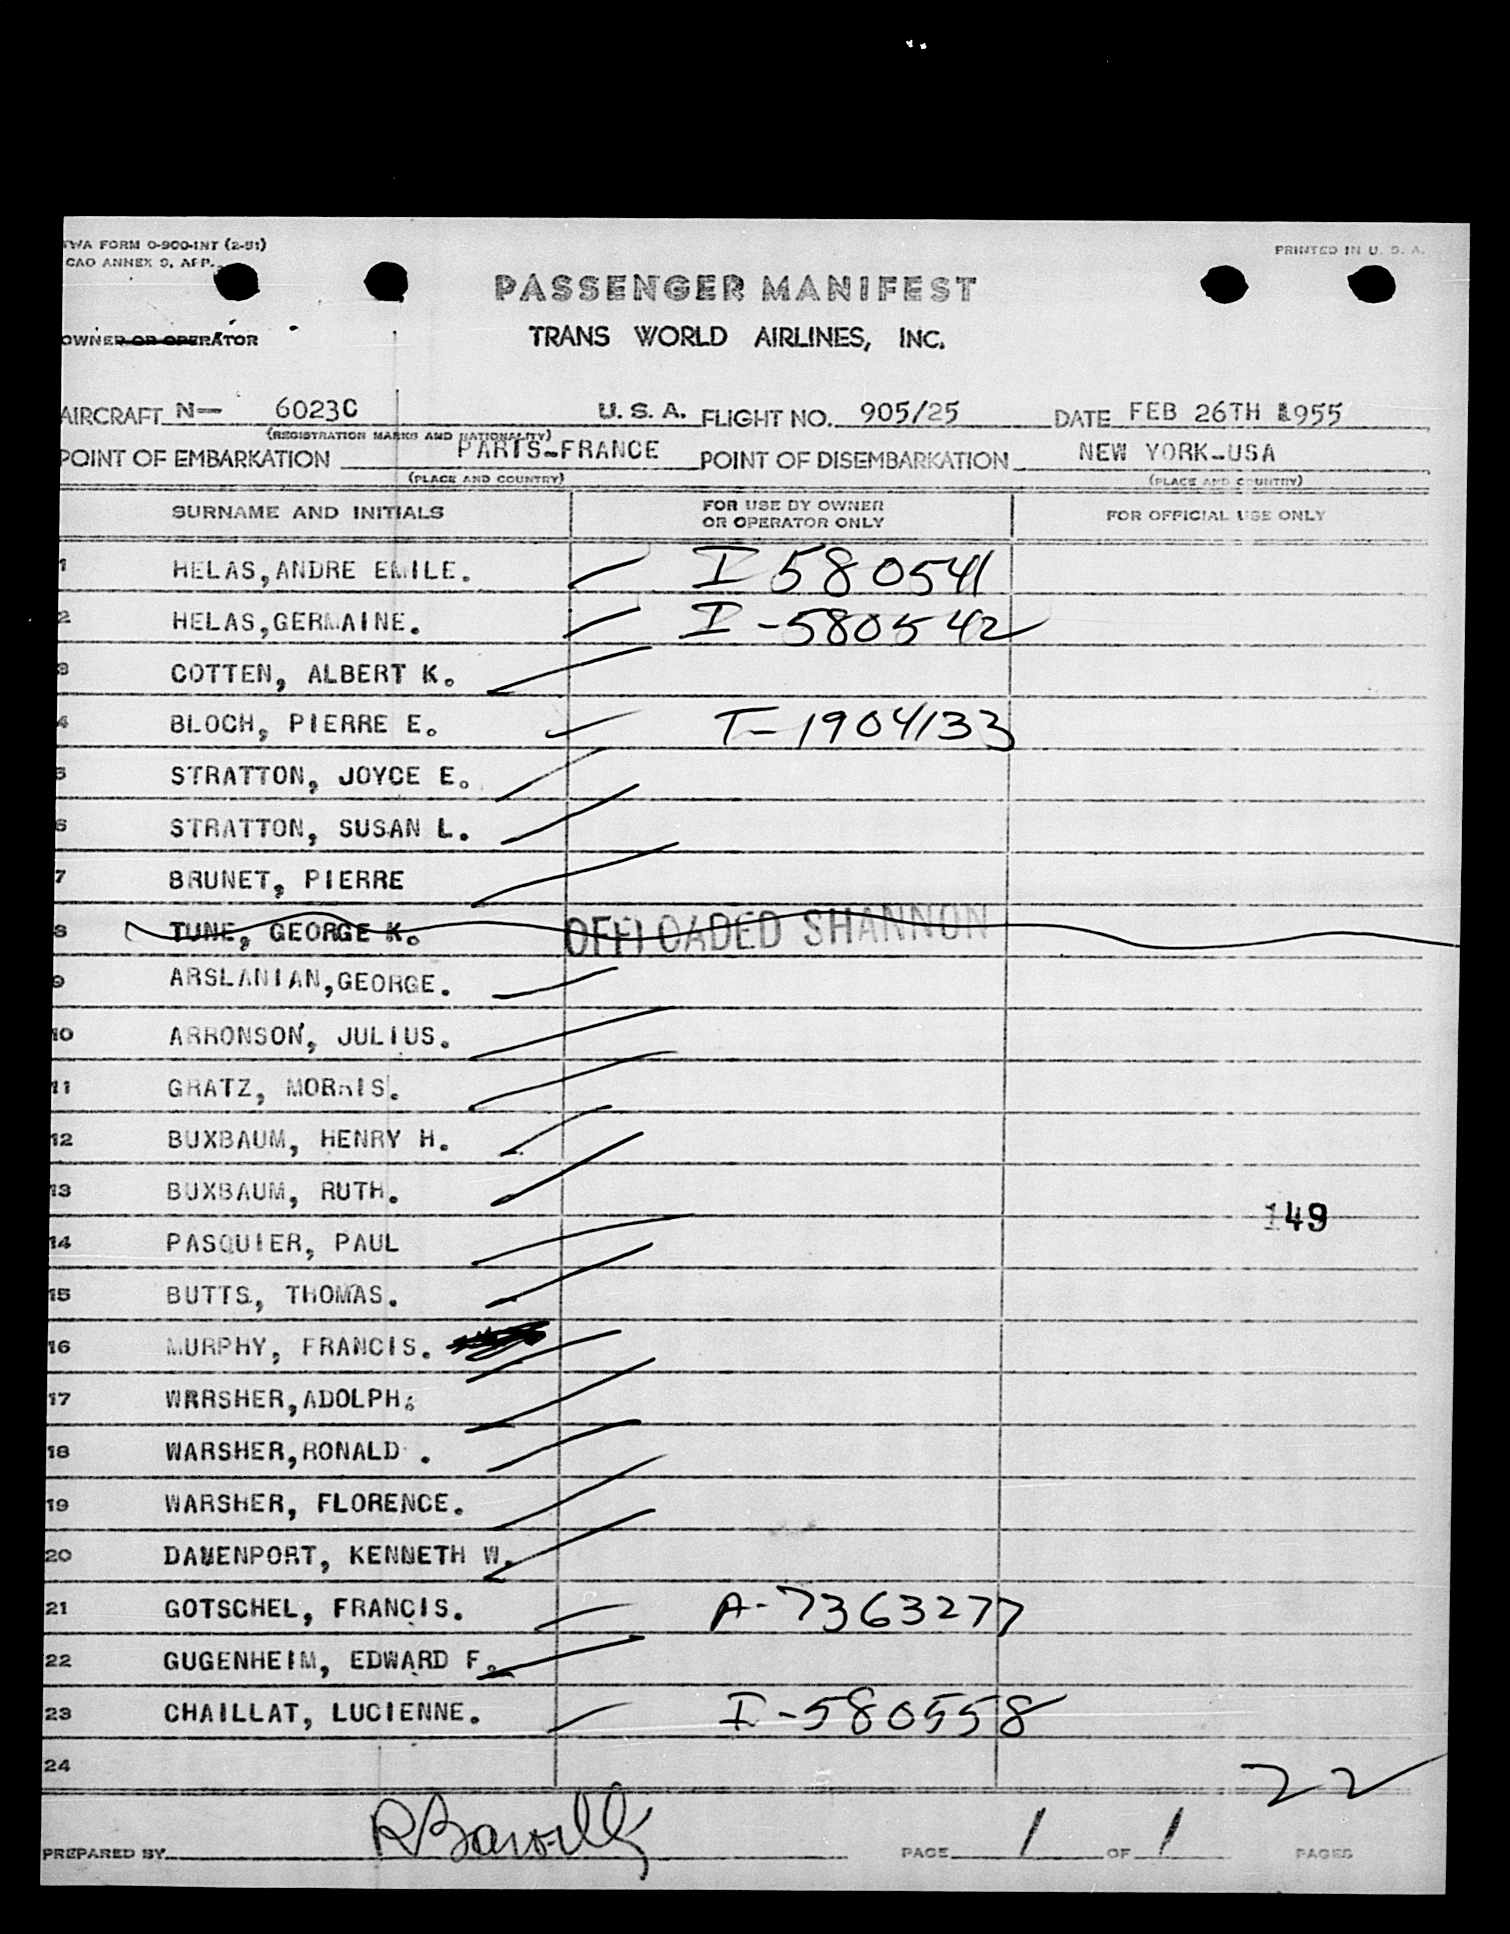 TWA FORM O-900-INT (2-51)
PRINTED IN U. S. A.
ICAO ANNEX 9, APP.
PASSENGER MANIFEST
OWNER OR OPERATOR
TRANS WORLD AIRLINES, INC.
AIRCRAFT N— 6023C U. S. A. FLIGHT NO. 905/25 DATE FEB 26TH 1955
(REGISTRATION MARKS AND NATIONALITY)
POINT OF EMBARKATION PARIS-FRANCE POINT OF DISEMBARKATION NEW YORK-USA
(PLACE AND COUNTRY) (PLACE AND COUNTRY)
SURNAME AND INITIALS FOR USE BY OWNER OR OPERATOR ONLY FOR OFFICIAL USE ONLY
1 HELAS,ANDRE EMILE. I 580541
2 HELAS,GERMAINE. I-580542
3 COTTEN, ALBERT K.
4 BLOCH, PIERRE E. T-1904133
5 STRATTON, JOYCE E.
6 STRATTON, SUSAN L.
7 BRUNET, PIERRE
8 TUNE, GEORGE K. OFFLOADED SHANNON
9 ARSLANIAN,GEORGE.
10 ARRONSON, JULIUS.
11 GRATZ, MORRIS.
12 BUXBAUM, HENRY H.
13 BUXBAUM, RUTH.
149
14 PASQUIER, PAUL
15 BUTTS, THOMAS.
16 MURPHY, FRANCIS.
17 WARSHER,ADOLPH.
18 WARSHER,RONALD .
19 WARSHER, FLORENCE.
20 DAVENPORT, KENNETH W.
21 GOTSCHEL, FRANCIS. A-7363277
22 GUGENHEIM, EDWARD F.
23 CHAILLAT, LUCIENNE. I-580558
24
22
PREPARED BY PAGE 1 OF 1 PAGES